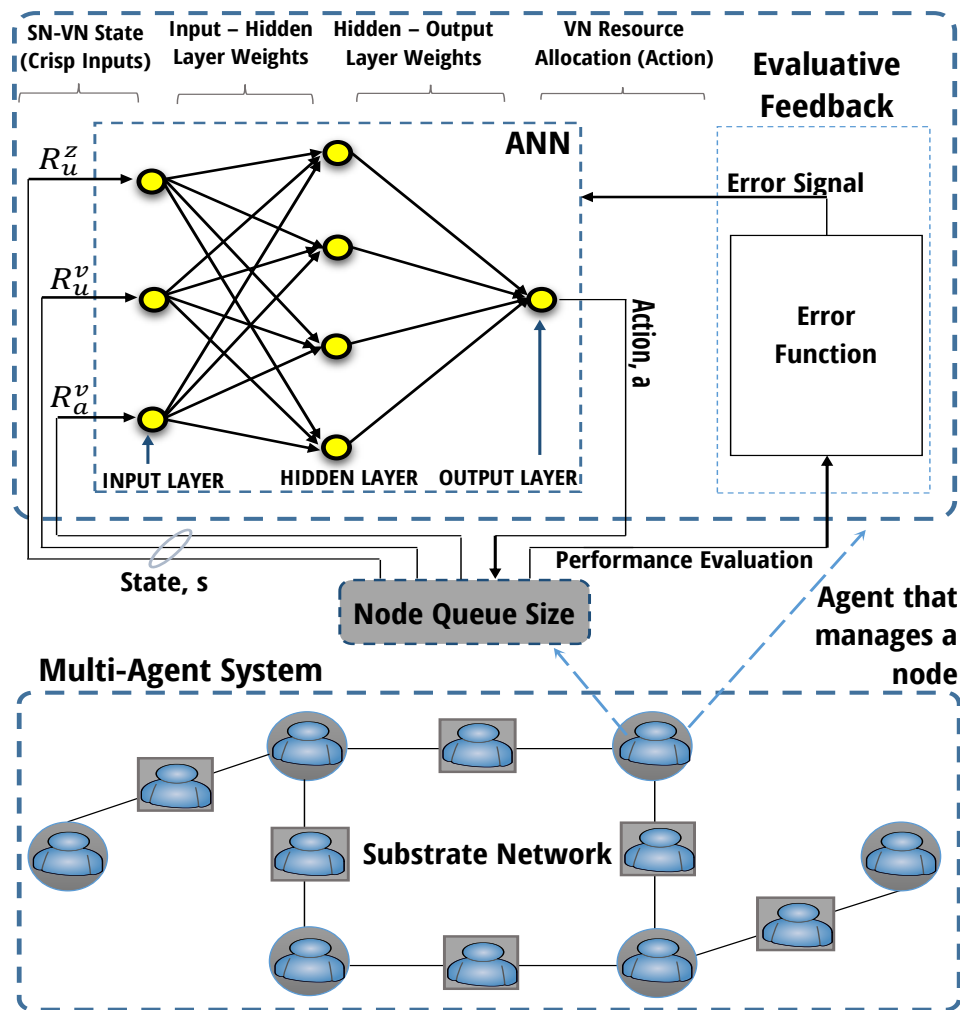 SN-VN State
(Crisp Inputs)
Input – Hidden
Layer Weights
Hidden – Output
Layer Weights
VN Resource
Allocation (Action)
Evaluative
Feedback
ANN
R_u^z
R_u^v
R_a^v
Error Signal
Error
Function
Action, a
INPUT LAYER
HIDDEN LAYER
OUTPUT LAYER
State, s
Performance Evaluation
Node Queue Size
Agent that
manages a
node
Multi-Agent System
Substrate Network